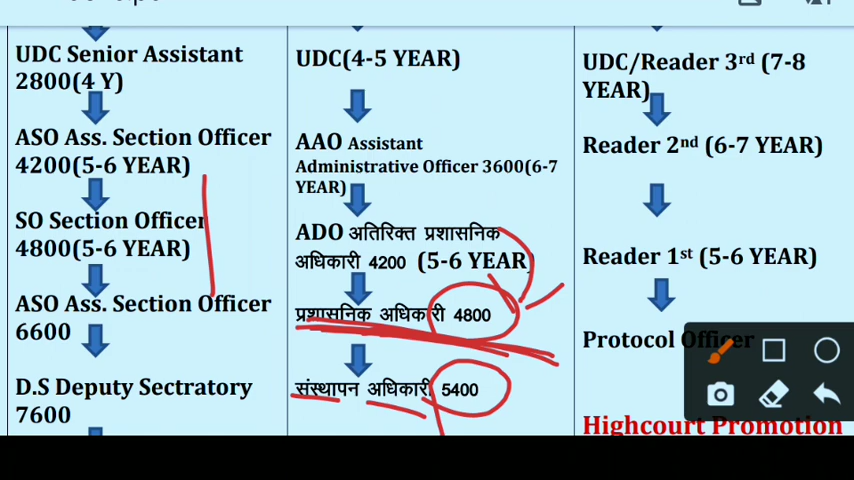 UDC Senior Assistant
2800(4 Y)
ASO Ass. Section Officer
4200(5-6 YEAR)
SO Section Officer
4800(5-6 YEAR)
ASO Ass. Section Officer
6600
D.S Deputy Sectratory
7600
UDC(4-5 YEAR)
AAO Assistant
Administrative Officer 3600(6-7
YEAR)
ADO अतिरिक्त प्रशासनिक
अधिकारी 4200 (5-6 YEAR)
प्रशासनिक अधिकारी 4800
संस्थापन अधिकारी 5400
UDC/Reader 3rd (7-8
YEAR)
Reader 2nd (6-7 YEAR)
Reader 1st (5-6 YEAR)
Protocol Officer
Highcourt Promotion